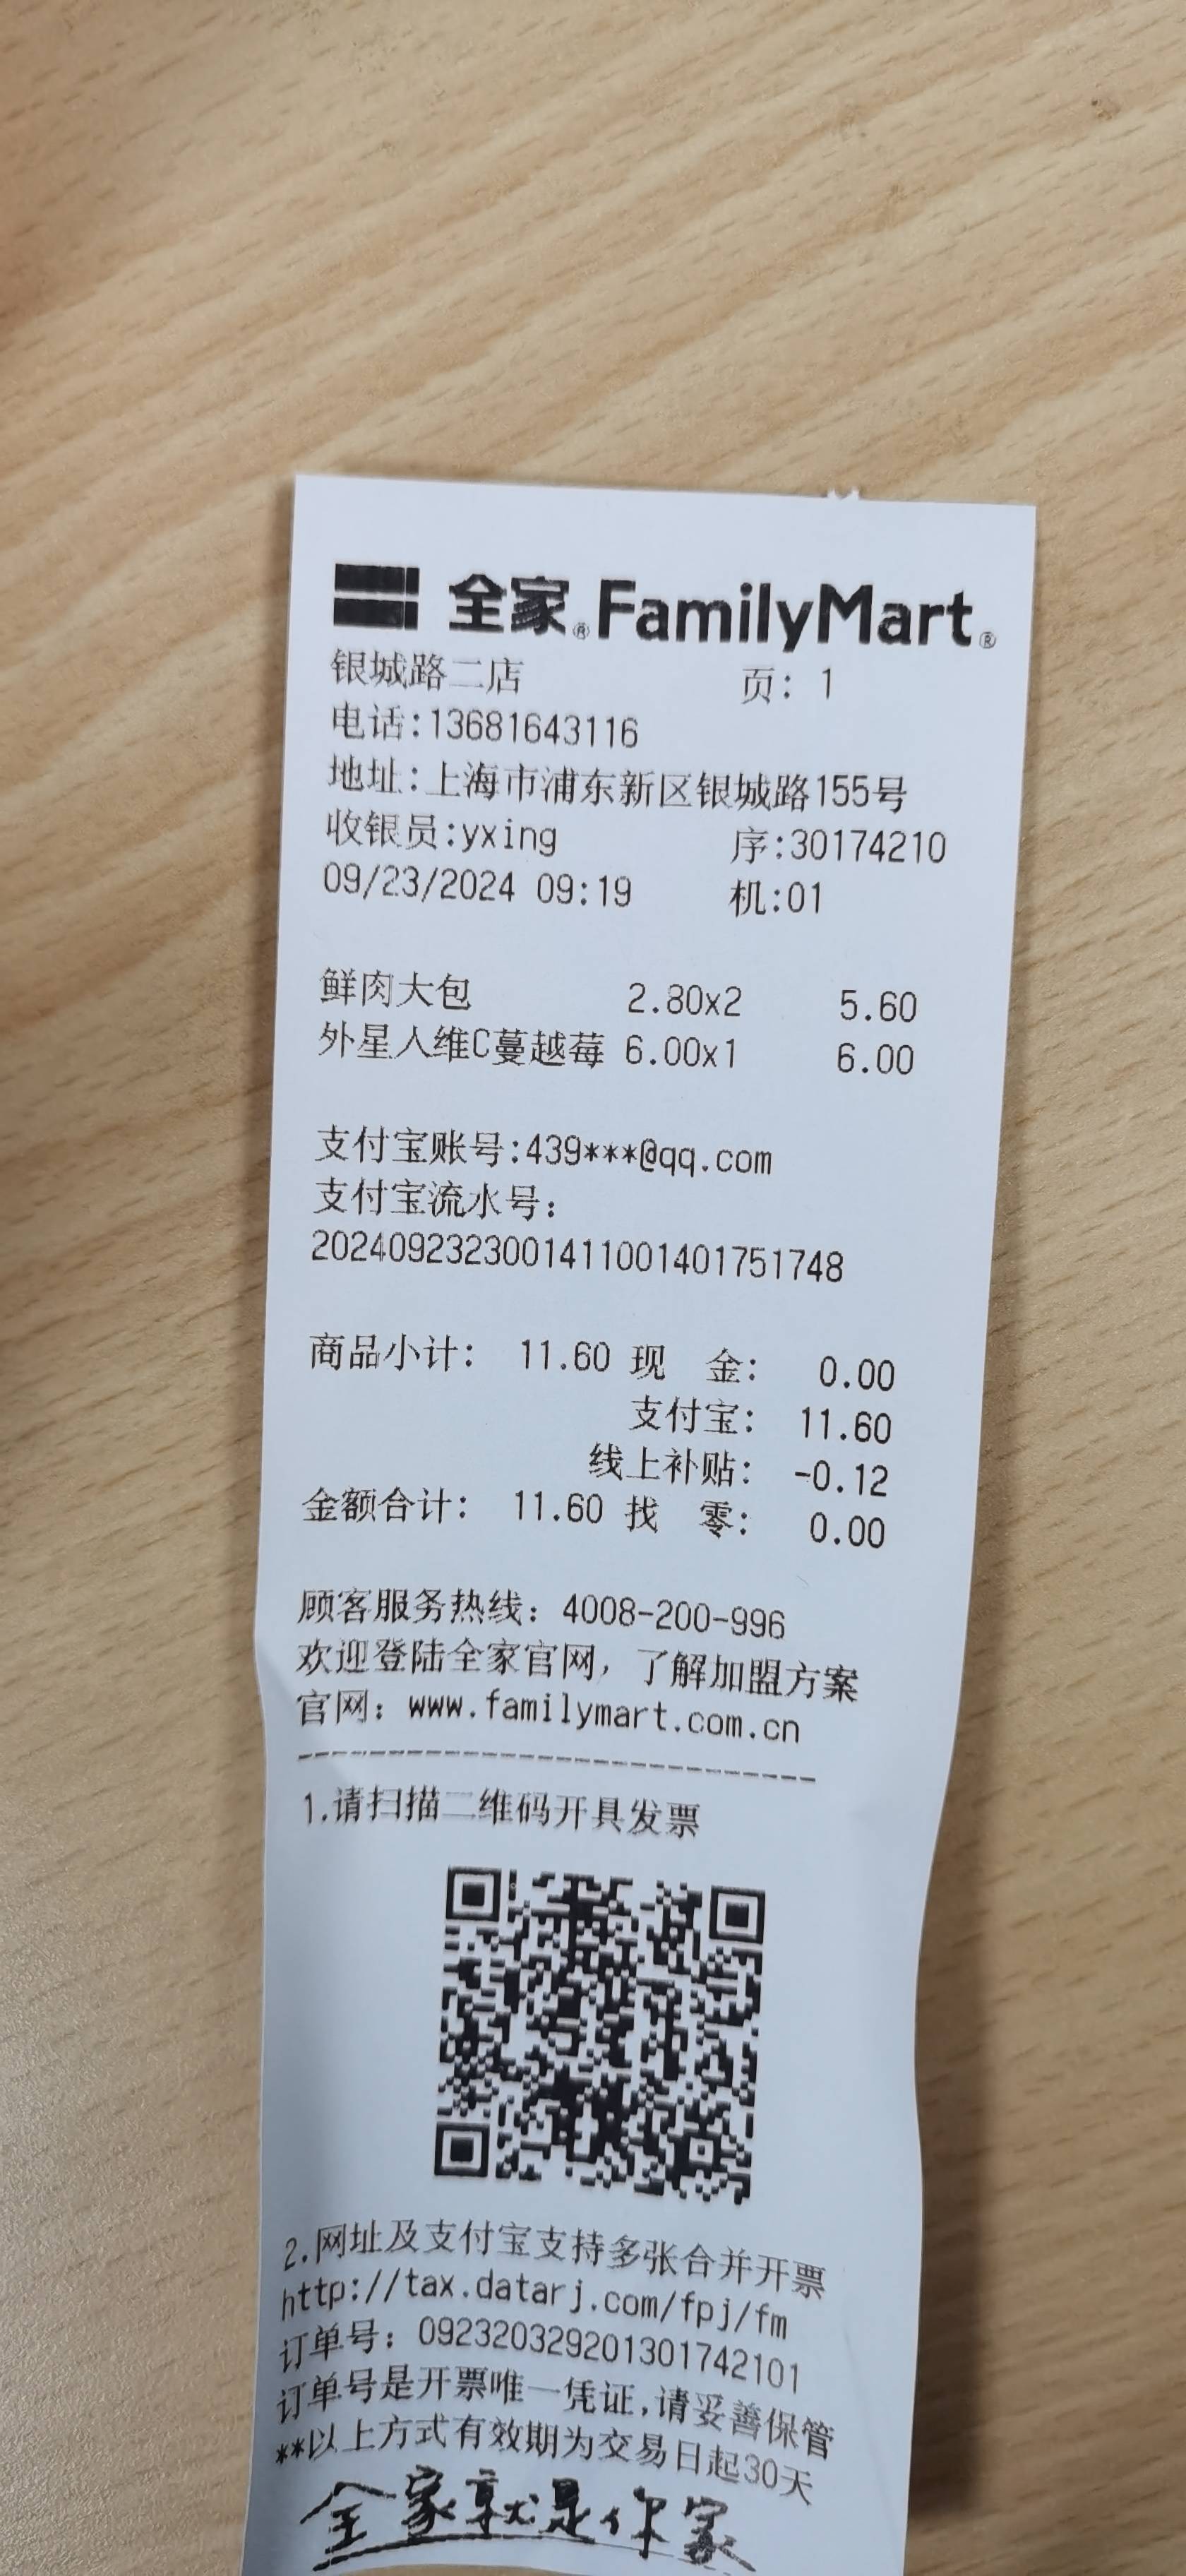 全家®FamilyMart®
银城路二店 页: 1
电话:13681643116
地址:上海市浦东新区银城路155号
收银员:yxing 序:30174210
09/23/2024 09:19 机:01
鲜肉大包 2.80x2 5.60
外星人维C蔓越莓 6.00x1 6.00
支付宝账号:439***@qq.com
支付宝流水号:
2024092323001411001401751748
商品小计: 11.60 现 金: 0.00
支付宝: 11.60
线上补贴: -0.12
金额合计: 11.60 找 零: 0.00
顾客服务热线: 4008-200-996
欢迎登陆全家官网, 了解加盟方案
官网: www.familymart.com.cn
1.请扫描二维码开具发票
2.网址及支付宝支持多张合并开票
http://tax.datarj.com/fpj/fm
订单号: 092320329201301742101
订单号是开票唯一凭证,请妥善保管
**以上方式有效期为交易日起30天
全家就是你家